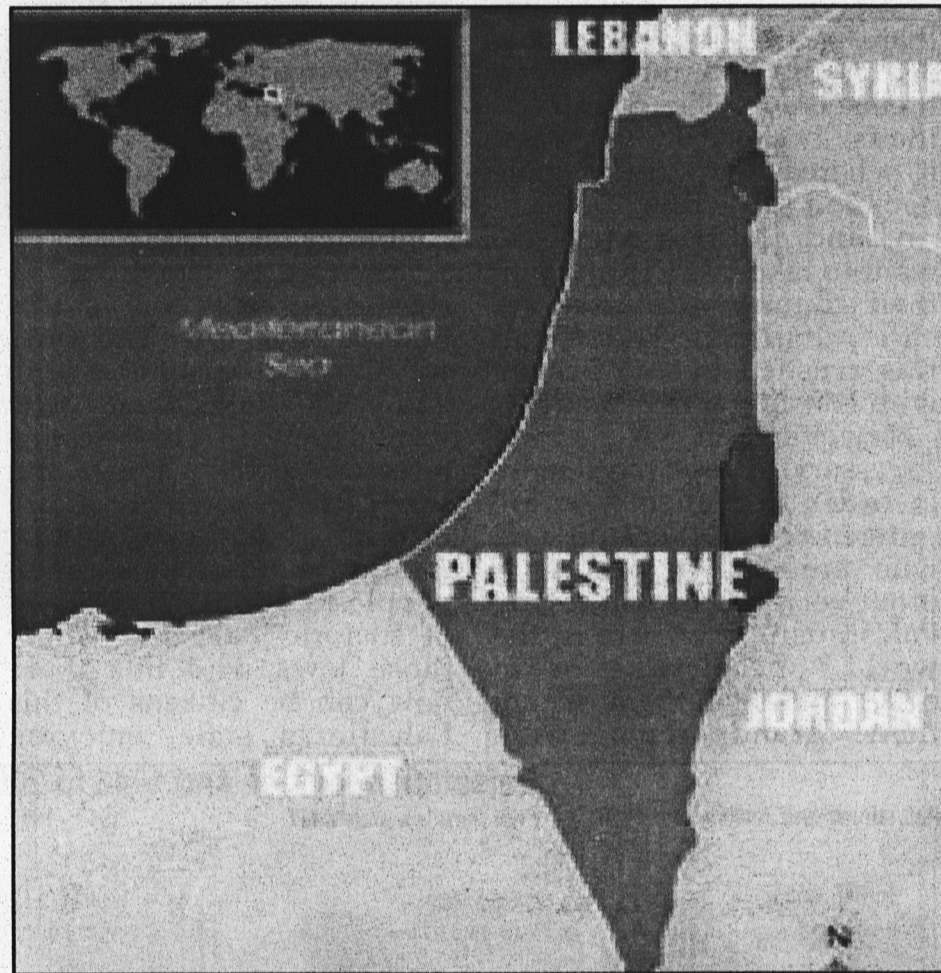 LEBANON
SYRIA
Mediterranean
Sea
PALESTINE
JORDAN
EGYPT
N